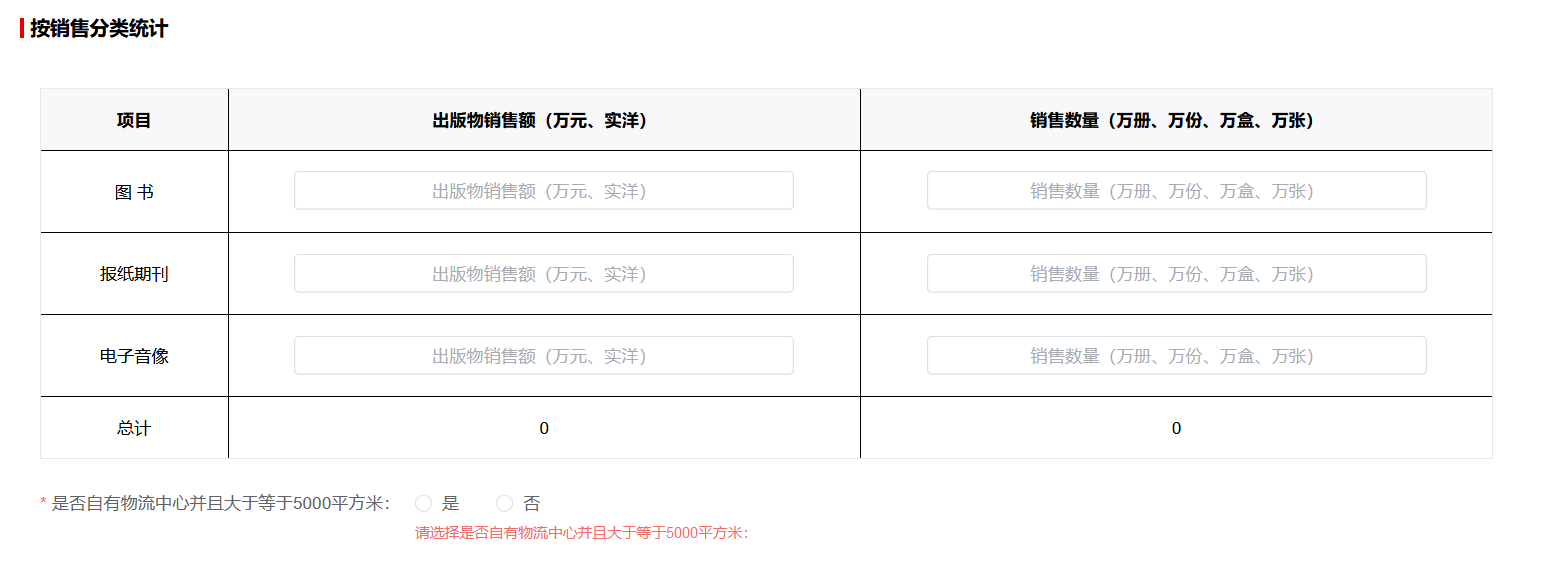 按销售分类统计
项目 出版物销售额（万元、实洋） 销售数量（万册、万份、万盒、万张）
图 书 出版物销售额（万元、实洋） 销售数量（万册、万份、万盒、万张）
报纸期刊 出版物销售额（万元、实洋） 销售数量（万册、万份、万盒、万张）
电子音像 出版物销售额（万元、实洋） 销售数量（万册、万份、万盒、万张）
总计 0 0
* 是否自有物流中心并且大于等于5000平方米： 是 否
请选择是否自有物流中心并且大于等于5000平方米：